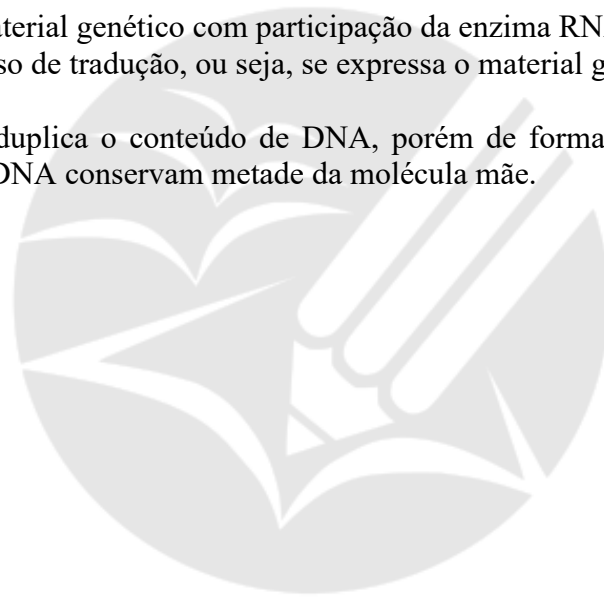 material genético com participação da enzima RN
so de tradução, ou seja, se expressa o material g
duplica o conteúdo de DNA, porém de forma
DNA conservam metade da molécula mãe.